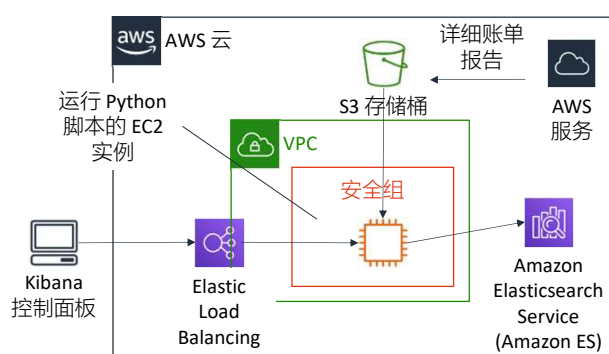 aws
AWS 云
详细账单
报告
运行 Python
脚本的 EC2
实例
S3 存储桶
AWS
服务
VPC
安全组
Kibana
控制面板
Elastic
Load
Balancing
Amazon
Elasticsearch
Service
(Amazon ES)